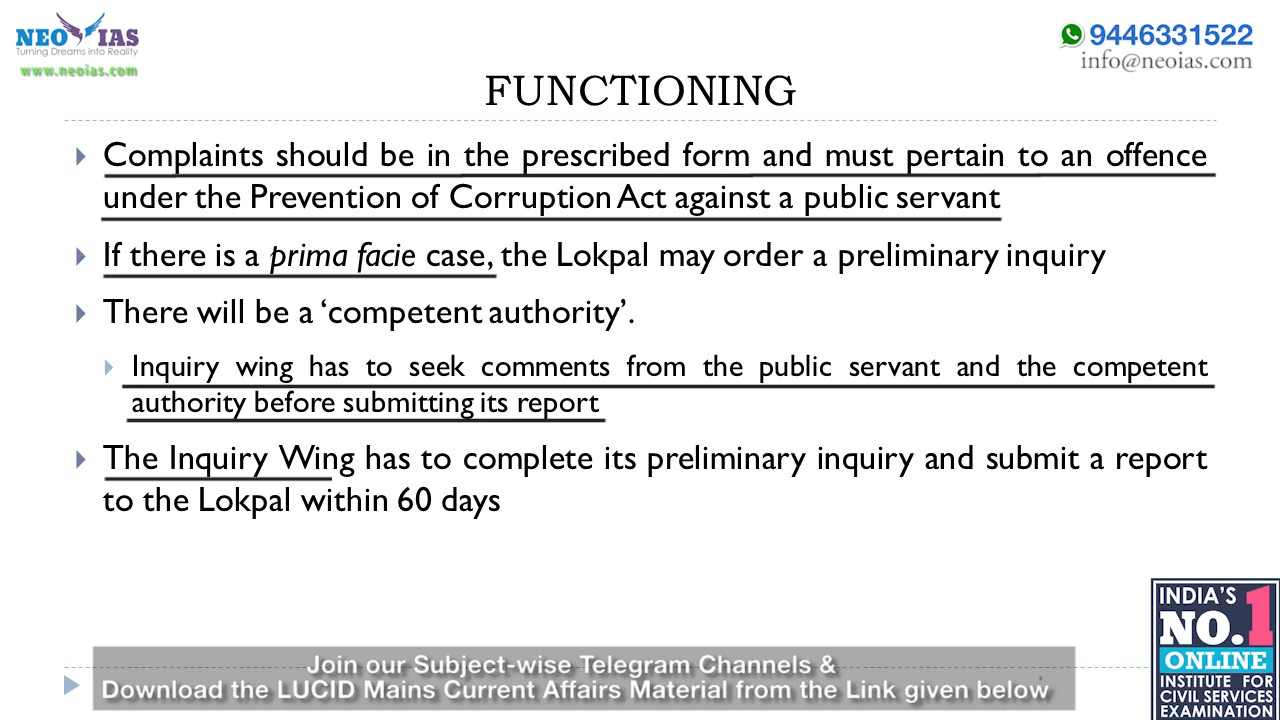 NEO IAS
Turning Dreams into Reality
www.neoias.com
9446331522
info@neoias.com
FUNCTIONING
Complaints should be in the prescribed form and must pertain to an offence
under the Prevention of Corruption Act against a public servant
If there is a prima facie case, the Lokpal may order a preliminary inquiry
There will be a ‘competent authority’.
Inquiry wing has to seek comments from the public servant and the competent
authority before submitting its report
The Inquiry Wing has to complete its preliminary inquiry and submit a report
to the Lokpal within 60 days
Join our Subject-wise Telegram Channels &
Download the LUCID Mains Current Affairs Material from the Link given below
INDIA'S
NO.1
ONLINE
INSTITUTE FOR
CIVIL SERVICES
EXAMINATION